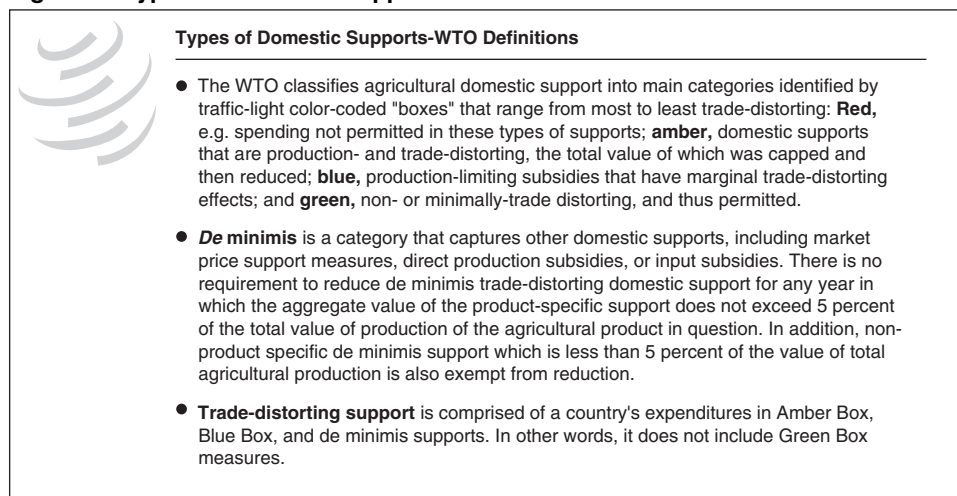 Types of Domestic Supports-WTO Definitions
● The WTO classifies agricultural domestic support into main categories identified by
traffic-light color-coded "boxes" that range from most to least trade-distorting: Red,
e.g. spending not permitted in these types of supports; amber, domestic supports
that are production- and trade-distorting, the total value of which was capped and
then reduced; blue, production-limiting subsidies that have marginal trade-distorting
effects; and green, non- or minimally-trade distorting, and thus permitted.
● De minimis is a category that captures other domestic supports, including market
price support measures, direct production subsidies, or input subsidies. There is no
requirement to reduce de minimis trade-distorting domestic support for any year in
which the aggregate value of the product-specific support does not exceed 5 percent
of the total value of production of the agricultural product in question. In addition, non-
product specific de minimis support which is less than 5 percent of the value of total
agricultural production is also exempt from reduction.
● Trade-distorting support is comprised of a country's expenditures in Amber Box,
Blue Box, and de minimis supports. In other words, it does not include Green Box
measures.